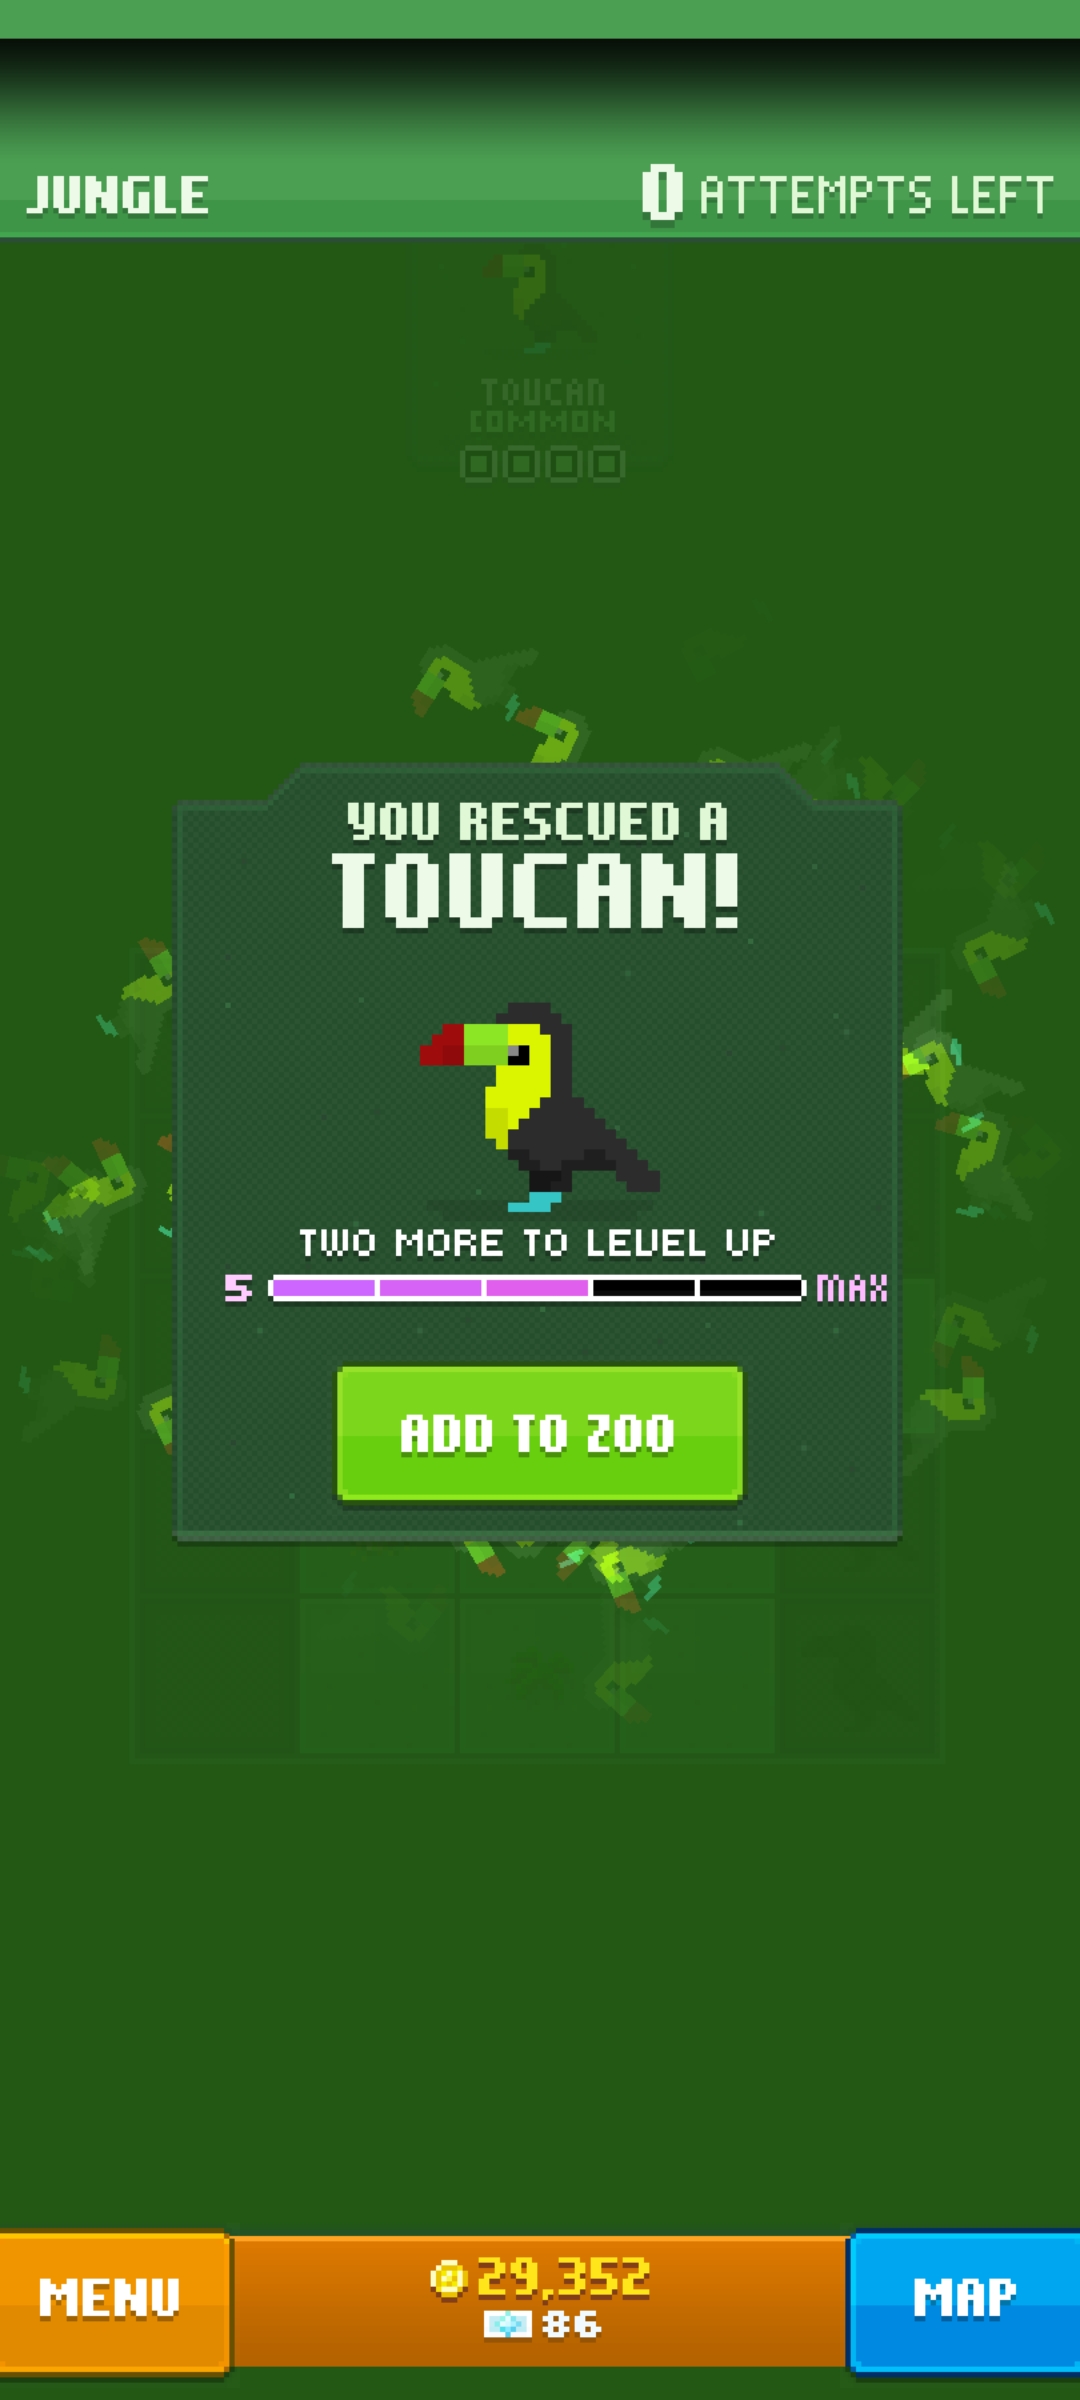 JUNGLE
0 ATTEMPTS LEFT
TOUCAN
COMMON
YOU RESCUED A
TOUCAN!
TWO MORE TO LEVEL UP
5 MAX
ADD TO ZOO
MENU
29,352
86
MAP